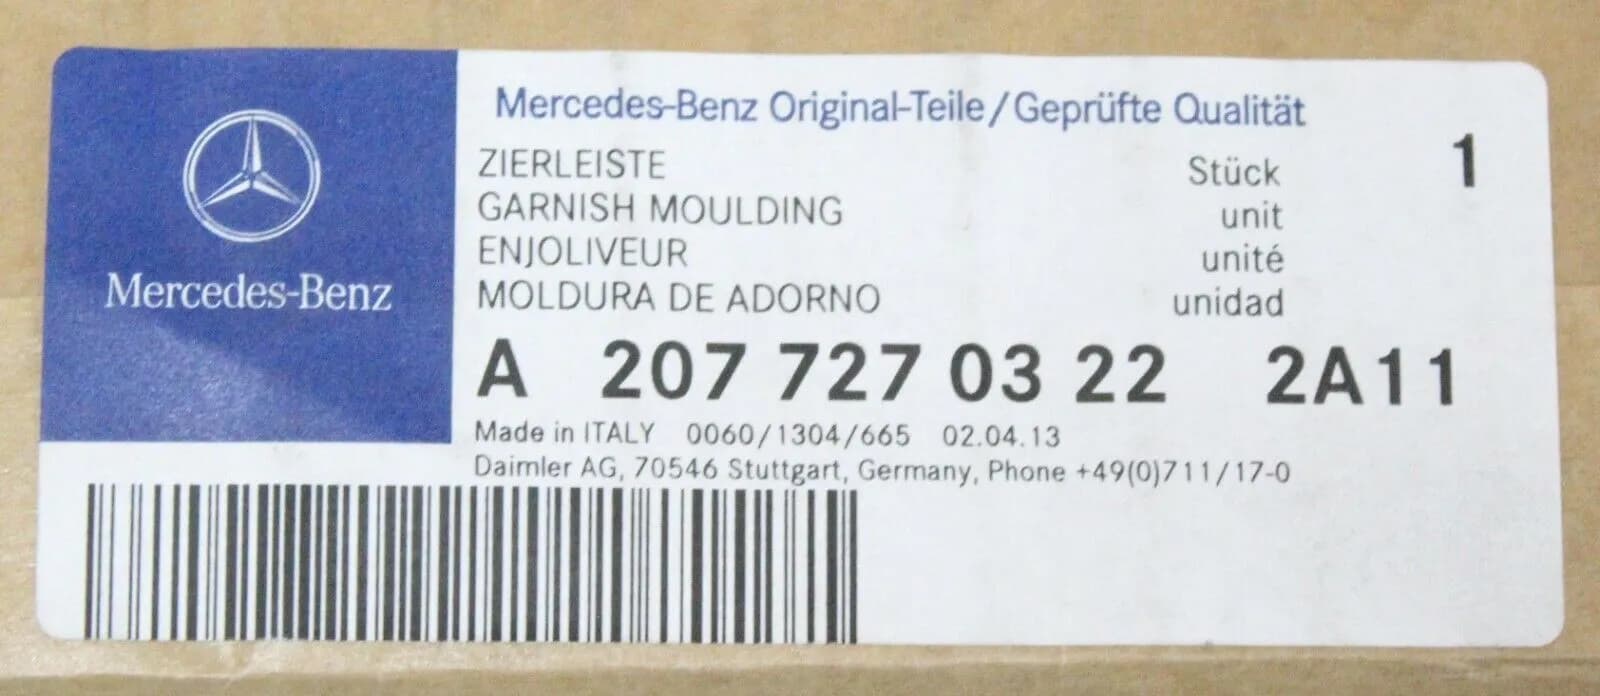 Mercedes-Benz
Mercedes-Benz Original-Teile/Geprüfte Qualität
ZIERLEISTE Stück 1
GARNISH MOULDING unit
ENJOLIVEUR unité
MOLDURA DE ADORNO unidad
A 207 727 03 22 2A11
Made in ITALY 0060/1304/665 02.04.13
Daimler AG, 70546 Stuttgart, Germany, Phone +49(0)711/17-0